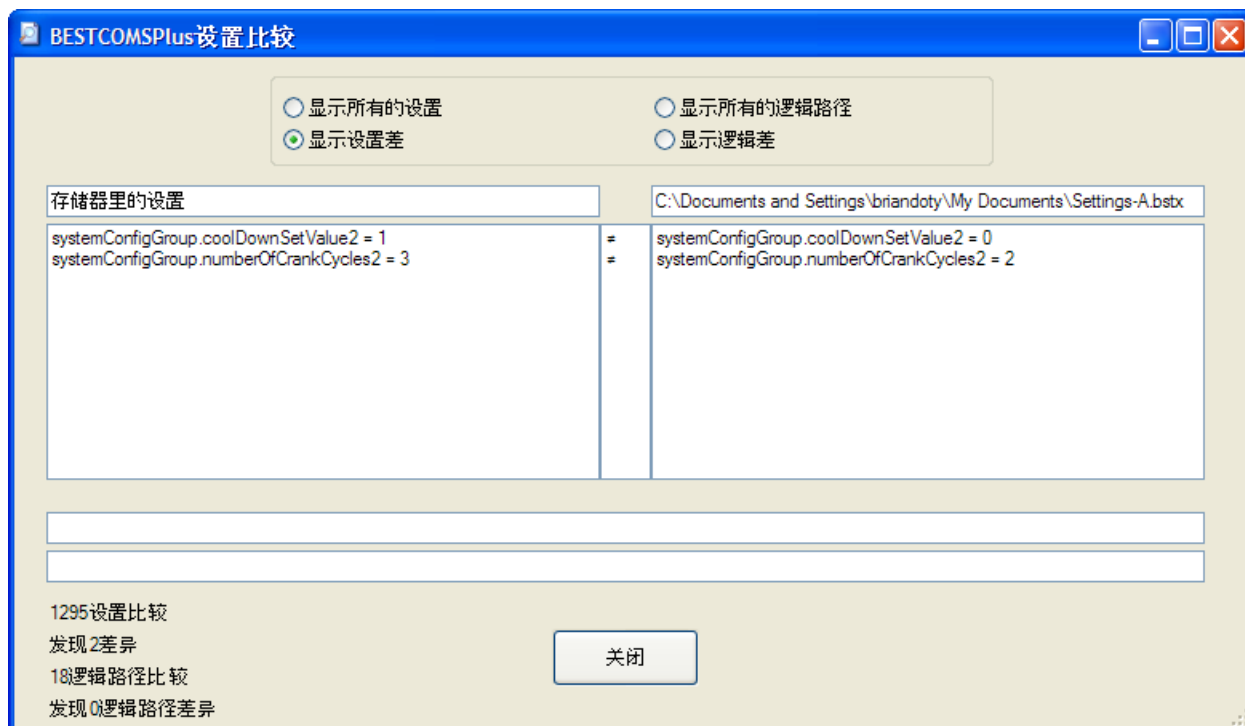 BESTCOMSPlus设置比较
显示所有的设置
显示所有的逻辑路径
显示设置差
显示逻辑差
存储器里的设置
C:\Documents and Settings\briandoty\My Documents\Settings-A.bstx
systemConfigGroup.coolDownSetValue2 = 1 ≠ systemConfigGroup.coolDownSetValue2 = 0
systemConfigGroup.numberOfCrankCycles2 = 3 ≠ systemConfigGroup.numberOfCrankCycles2 = 2
1295设置比较
发现2差异
18逻辑路径比较
发现0逻辑路径差异
关闭